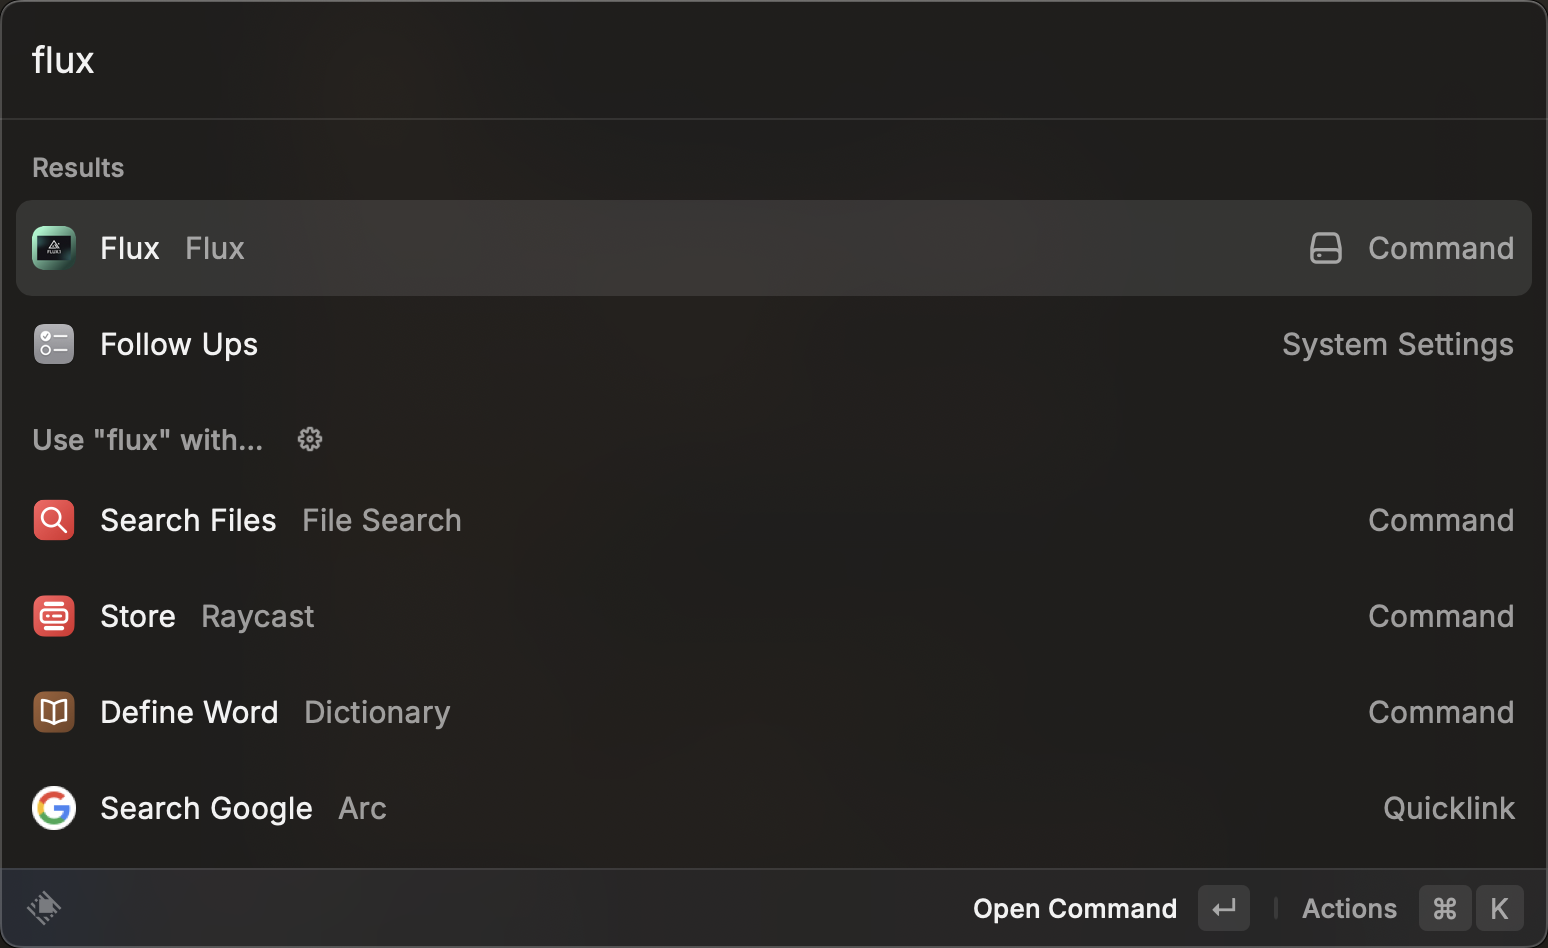 flux
Results
Flux Flux Command
Follow Ups System Settings
Use "flux" with...
Search Files File Search Command
Store Raycast Command
Define Word Dictionary Command
Search Google Arc Quicklink
Open Command ↵ Actions ⌘ K